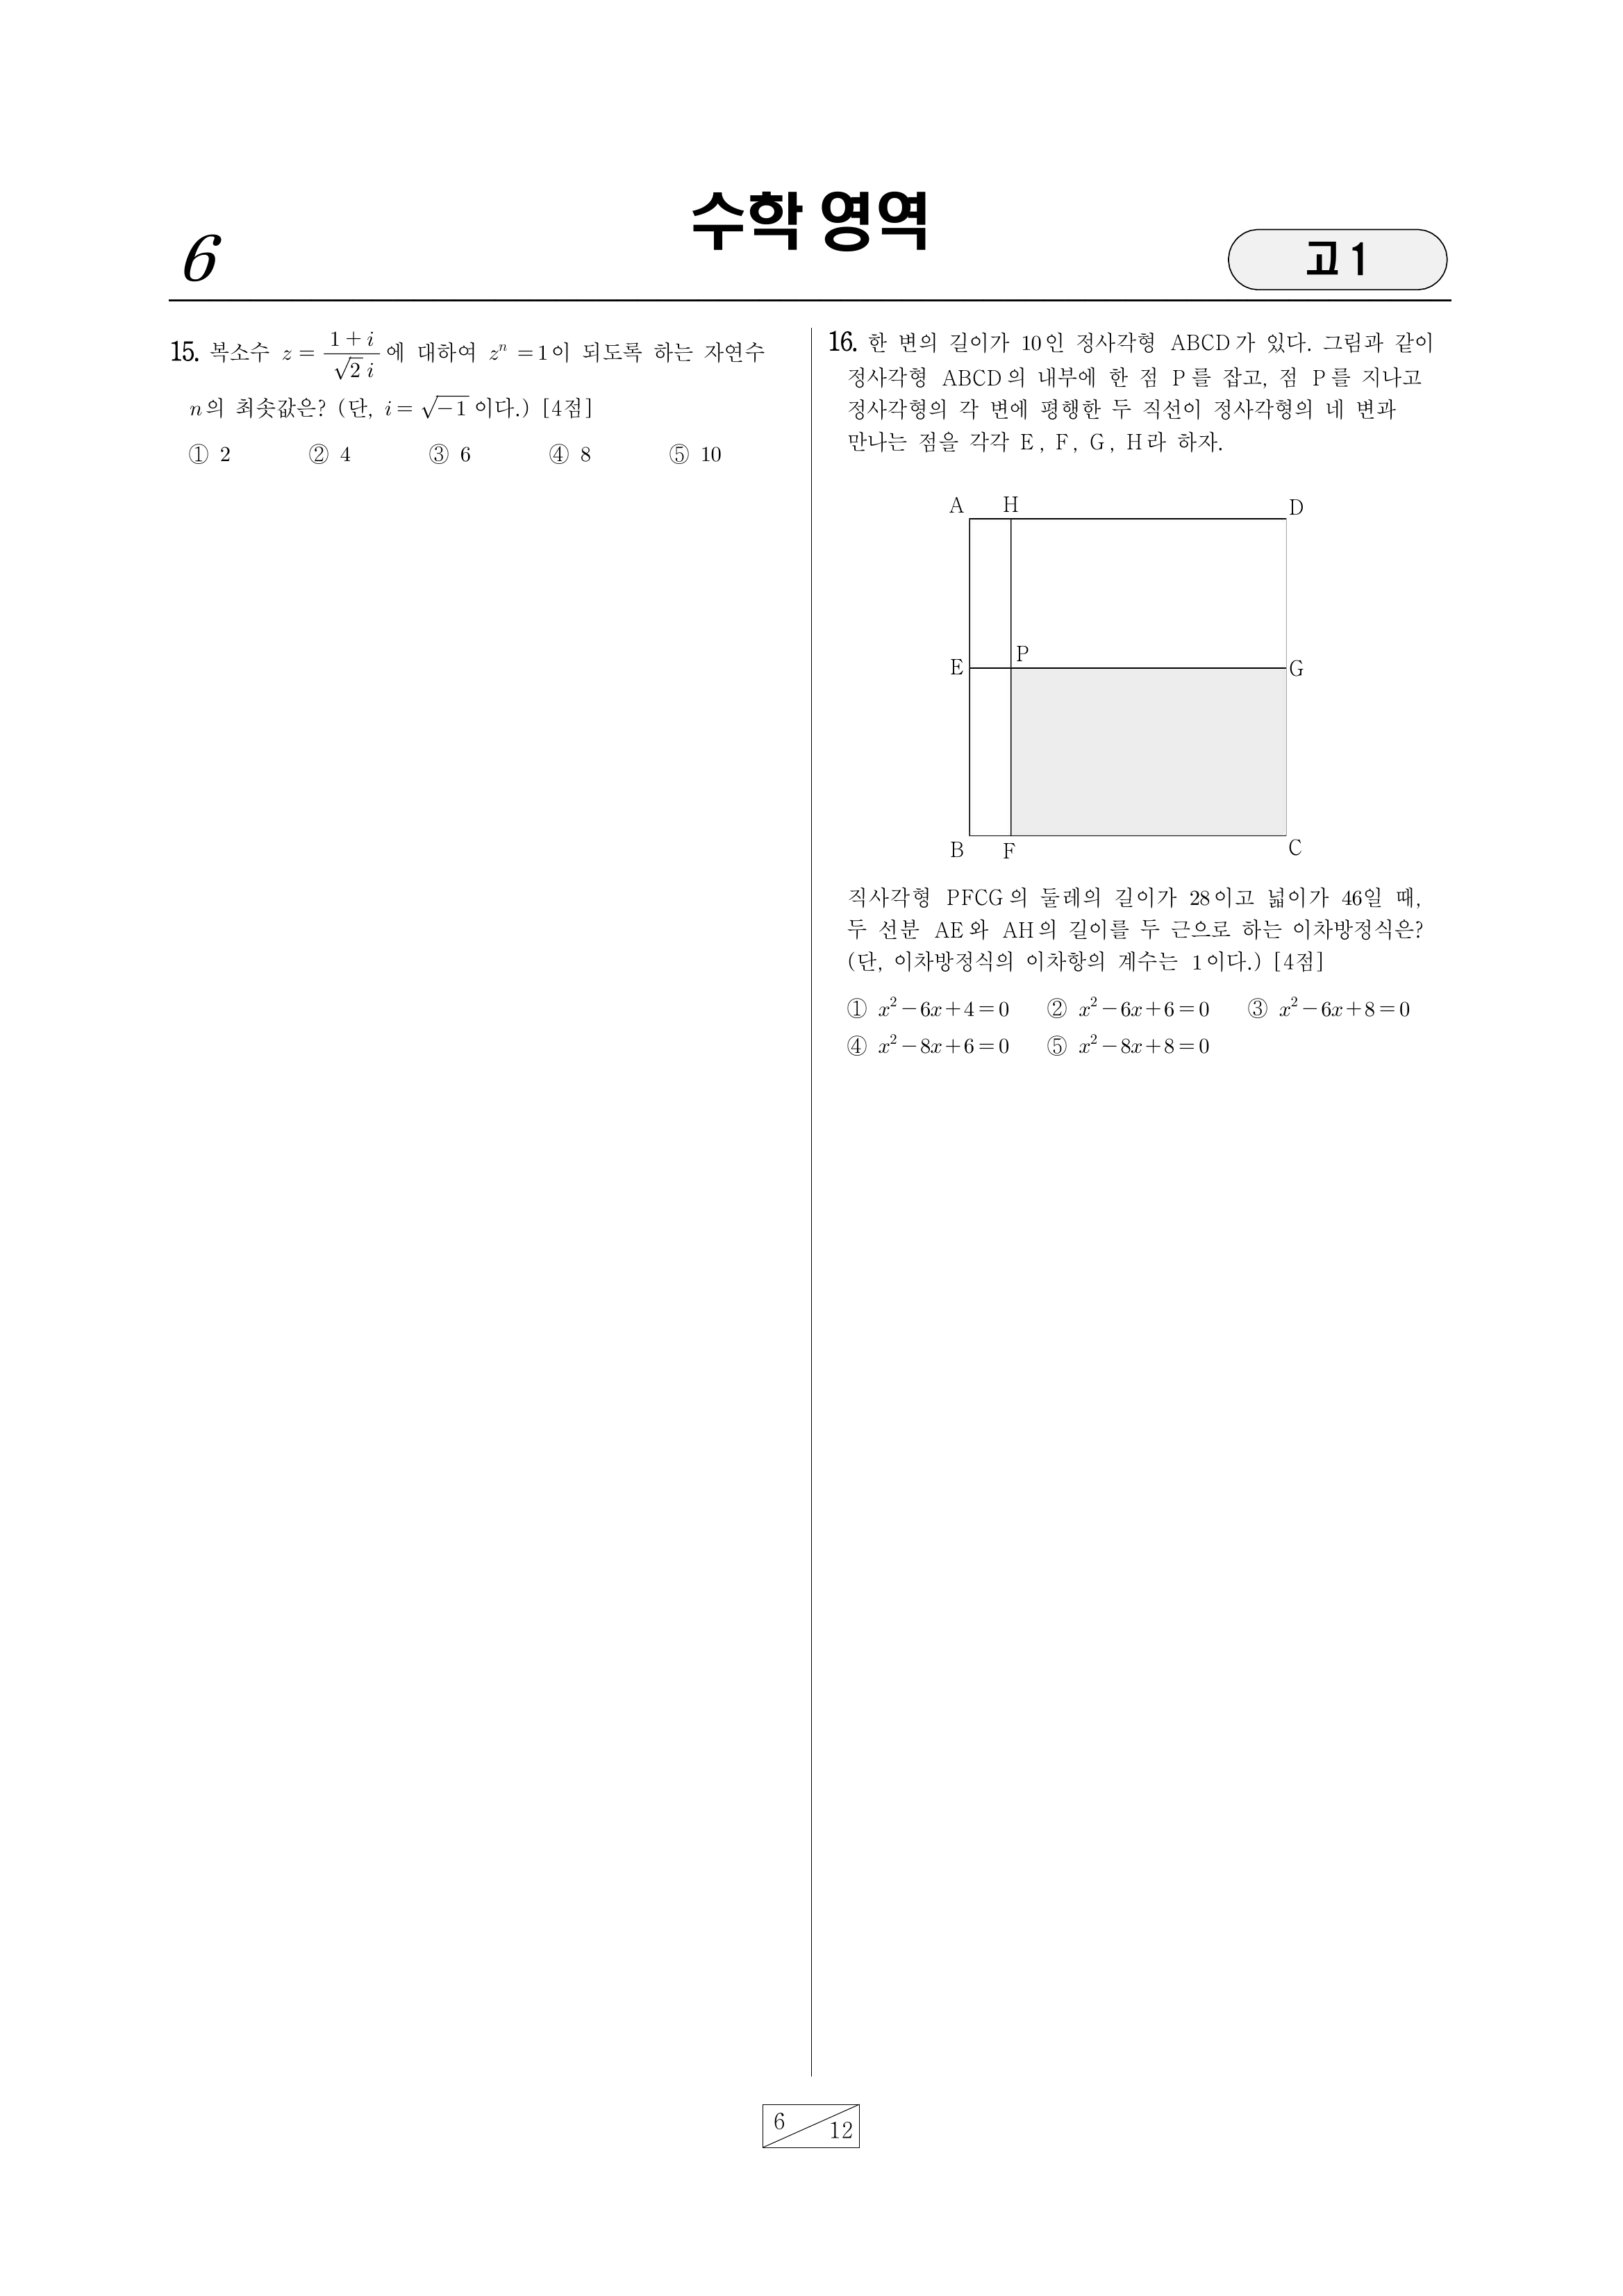 수학 영역
6
고 1
15. 복소수 z = (1 + i)/(√2 i) 에 대하여 zⁿ = 1이 되도록 하는 자연수
n의 최솟값은? (단, i = √−1 이다.) [4점]
① 2 ② 4 ③ 6 ④ 8 ⑤ 10
16. 한 변의 길이가 10인 정사각형 ABCD가 있다. 그림과 같이
정사각형 ABCD의 내부에 한 점 P를 잡고, 점 P를 지나고
정사각형의 각 변에 평행한 두 직선이 정사각형의 네 변과
만나는 점을 각각 E, F, G, H라 하자.
A H D
E P G
B F C
직사각형 PFCG의 둘레의 길이가 28이고 넓이가 46일 때,
두 선분 AE와 AH의 길이를 두 근으로 하는 이차방정식은?
(단, 이차방정식의 이차항의 계수는 1이다.) [4점]
① x²−6x+4=0 ② x²−6x+6=0 ③ x²−6x+8=0
④ x²−8x+6=0 ⑤ x²−8x+8=0
6 12